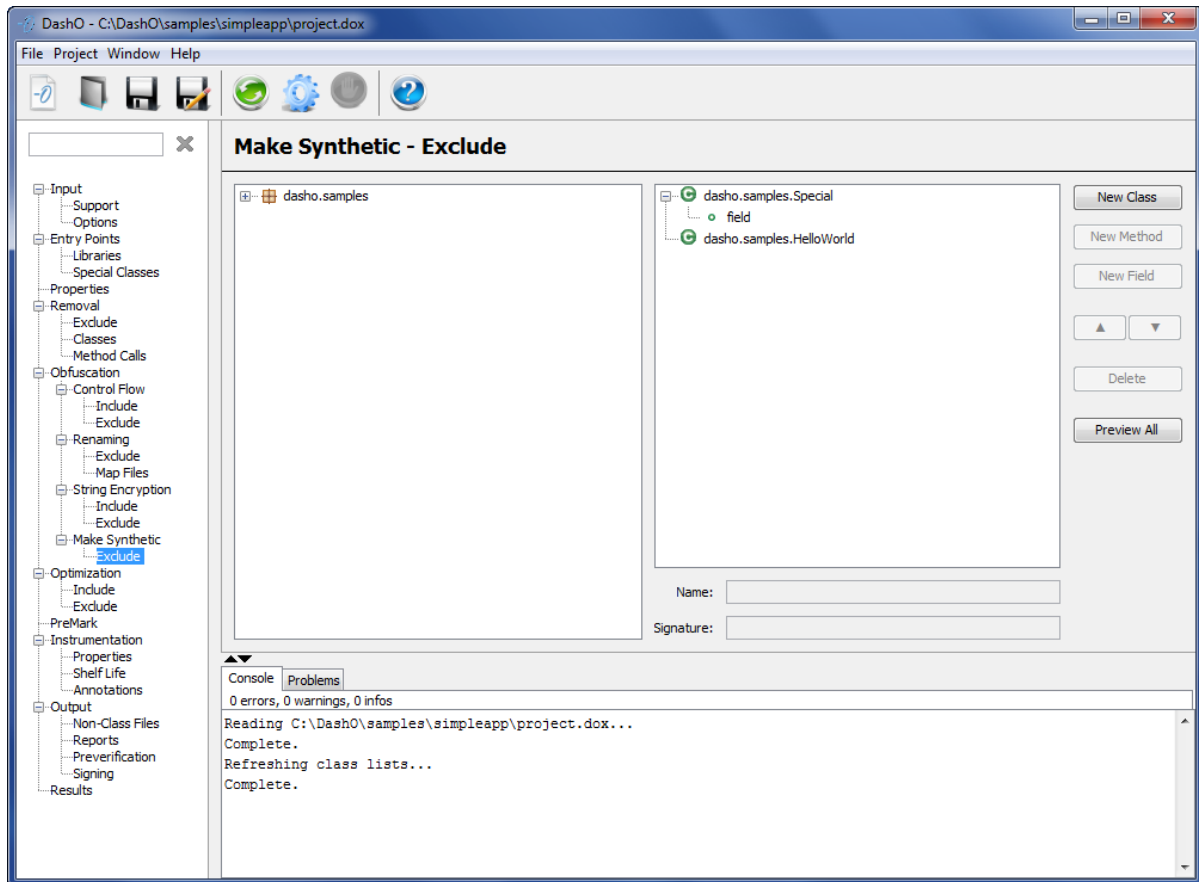 DashO - C:\DashO\samples\simpleapp\project.dox
File Project Window Help
Make Synthetic - Exclude
Input
Support
Options
Entry Points
Libraries
Special Classes
Properties
Removal
Exclude
Classes
Method Calls
Obfuscation
Control Flow
Include
Exclude
Renaming
Exclude
Map Files
String Encryption
Include
Exclude
Make Synthetic
Exclude
Optimization
Include
Exclude
PreMark
Instrumentation
Properties
Shelf Life
Annotations
Output
Non-Class Files
Reports
Preverification
Signing
Results
dasho.samples
dasho.samples.Special
field
dasho.samples.HelloWorld
New Class
New Method
New Field
Delete
Preview All
Name:
Signature:
Console Problems
0 errors, 0 warnings, 0 infos
Reading C:\DashO\samples\simpleapp\project.dox...
Complete.
Refreshing class lists...
Complete.